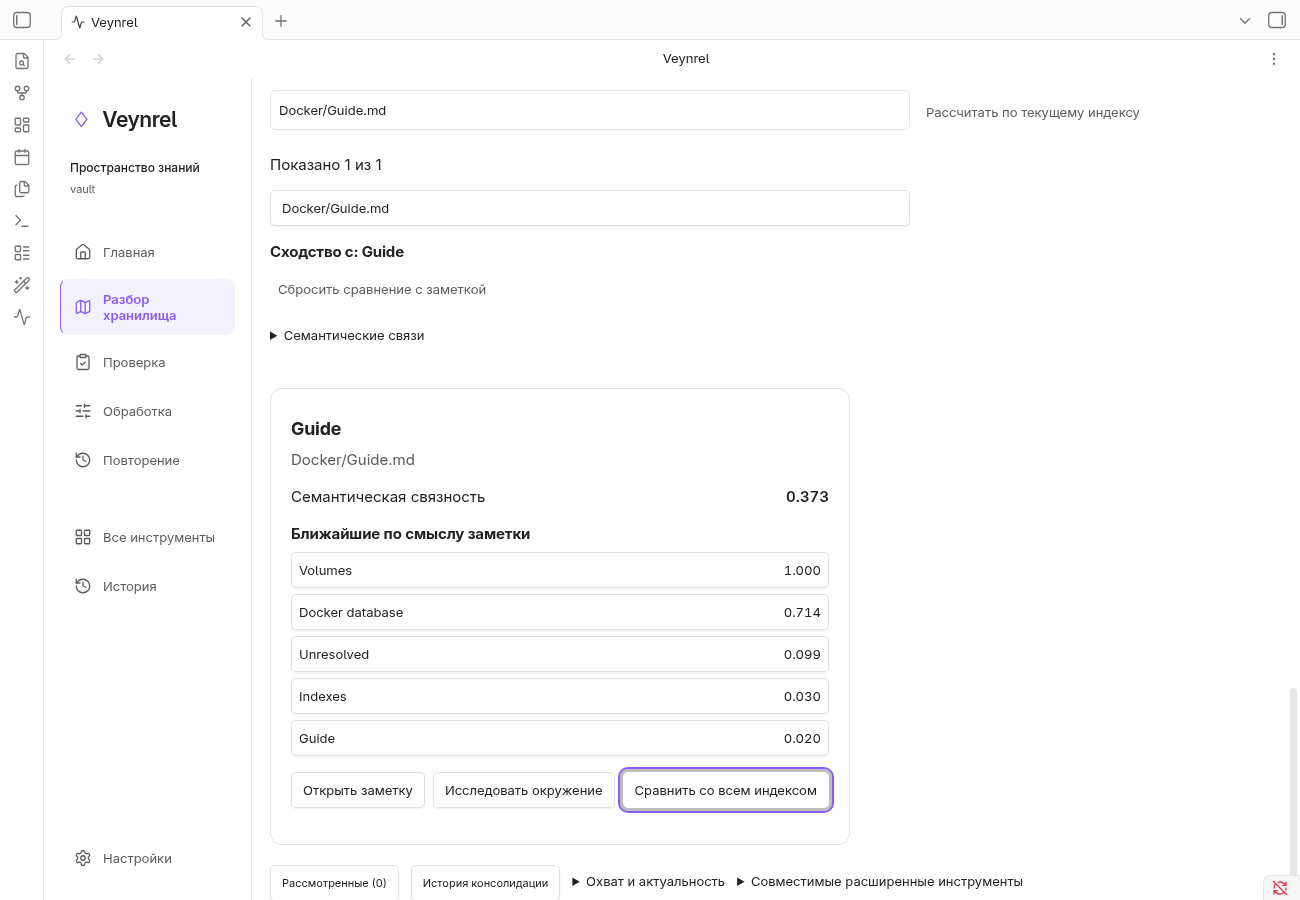 Veynrel
Veynrel
Veynrel
Пространство знаний
vault
Главная
Разбор
хранилища
Проверка
Обработка
Повторение
Все инструменты
История
Настройки
Docker/Guide.md
Рассчитать по текущему индексу
Показано 1 из 1
Docker/Guide.md
Сходство с: Guide
Сбросить сравнение с заметкой
Семантические связи
Guide
Docker/Guide.md
Семантическая связность 0.373
Ближайшие по смыслу заметки
Volumes 1.000
Docker database 0.714
Unresolved 0.099
Indexes 0.030
Guide 0.020
Открыть заметку Исследовать окружение Сравнить со всем индексом
Рассмотренные (0) История консолидации Охват и актуальность Совместимые расширенные инструменты